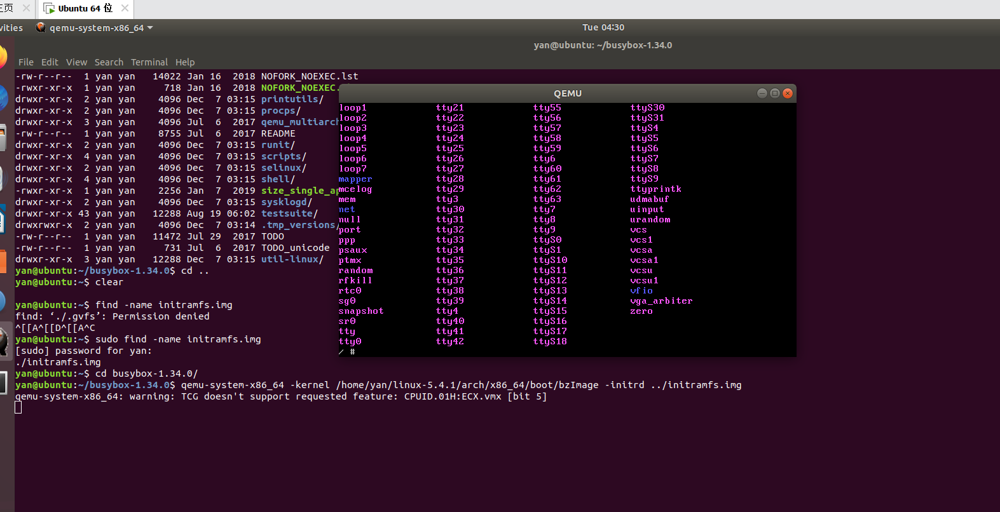 主页
Ubuntu 64 位
vities
qemu-system-x86_64
Tue 04:30
yan@ubuntu: ~/busybox-1.34.0
File Edit View Search Terminal Help
-rw-r--r--  1 yan yan   14022 Jan 16  2018 NOFORK_NOEXEC.lst
-rwxr-xr-x  1 yan yan     718 Jan 16  2018 NOFORK_NOEXEC.
drwxr-xr-x  2 yan yan    4096 Dec  7 03:15 printutils/
drwxr-xr-x  2 yan yan    4096 Dec  7 03:15 procps/
drwxr-xr-x  3 yan yan    4096 Jul  6  2017 qemu_multiarch
-rw-r--r--  1 yan yan    8755 Jul  6  2017 README
drwxr-xr-x  2 yan yan    4096 Dec  7 03:15 runit/
drwxr-xr-x  4 yan yan    4096 Dec  7 03:15 scripts/
drwxr-xr-x  2 yan yan    4096 Dec  7 03:15 selinux/
drwxr-xr-x  4 yan yan    4096 Dec  7 03:15 shell/
-rwxr-xr-x  1 yan yan    2256 Jan  7  2019 size_single_ap
drwxr-xr-x  2 yan yan    4096 Dec  7 03:15 sysklogd/
drwxr-xr-x 43 yan yan   12288 Aug 19 06:02 testsuite/
drwxrwxr-x  2 yan yan    4096 Dec  7 03:14 .tmp_versions/
-rw-r--r--  1 yan yan   11472 Jul 29  2017 TODO
-rw-r--r--  1 yan yan     731 Jul  6  2017 TODO_unicode
drwxr-xr-x  3 yan yan   12288 Dec  7 03:15 util-linux/
yan@ubuntu:~/busybox-1.34.0$ cd ..
yan@ubuntu:~$ clear
yan@ubuntu:~$ find -name initramfs.img
find: ‘./.gvfs’: Permission denied
^[[A^[[D^[[A^C
yan@ubuntu:~$ sudo find -name initramfs.img
[sudo] password for yan:
./initramfs.img
yan@ubuntu:~$ cd busybox-1.34.0/
yan@ubuntu:~/busybox-1.34.0$ qemu-system-x86_64 -kernel /home/yan/linux-5.4.1/arch/x86_64/boot/bzImage -initrd ../initramfs.img
qemu-system-x86_64: warning: TCG doesn't support requested feature: CPUID.01H:ECX.vmx [bit 5]
QEMU
loop1 tty21 tty55 ttyS30
loop2 tty22 tty56 ttyS31
loop3 tty23 tty57 ttyS4
loop4 tty24 tty58 ttyS5
loop5 tty25 tty59 ttyS6
loop6 tty26 tty6 ttyS7
loop7 tty27 tty60 ttyS8
mapper tty28 tty61 ttyS9
mcelog tty29 tty62 ttyprintk
mem tty3 tty63 udmabuf
net tty30 tty7 uinput
null tty31 tty8 urandom
port tty32 tty9 vcs
ppp tty33 ttyS0 vcs1
psaux tty34 ttyS1 vcsa
ptmx tty35 ttyS10 vcsa1
random tty36 ttyS11 vcsu
rfkill tty37 ttyS12 vcsu1
rtc0 tty38 ttyS13 vfio
sg0 tty39 ttyS14 vga_arbiter
snapshot tty4 ttyS15 zero
sr0 tty40 ttyS16
tty tty41 ttyS17
tty0 tty42 ttyS18
/ #